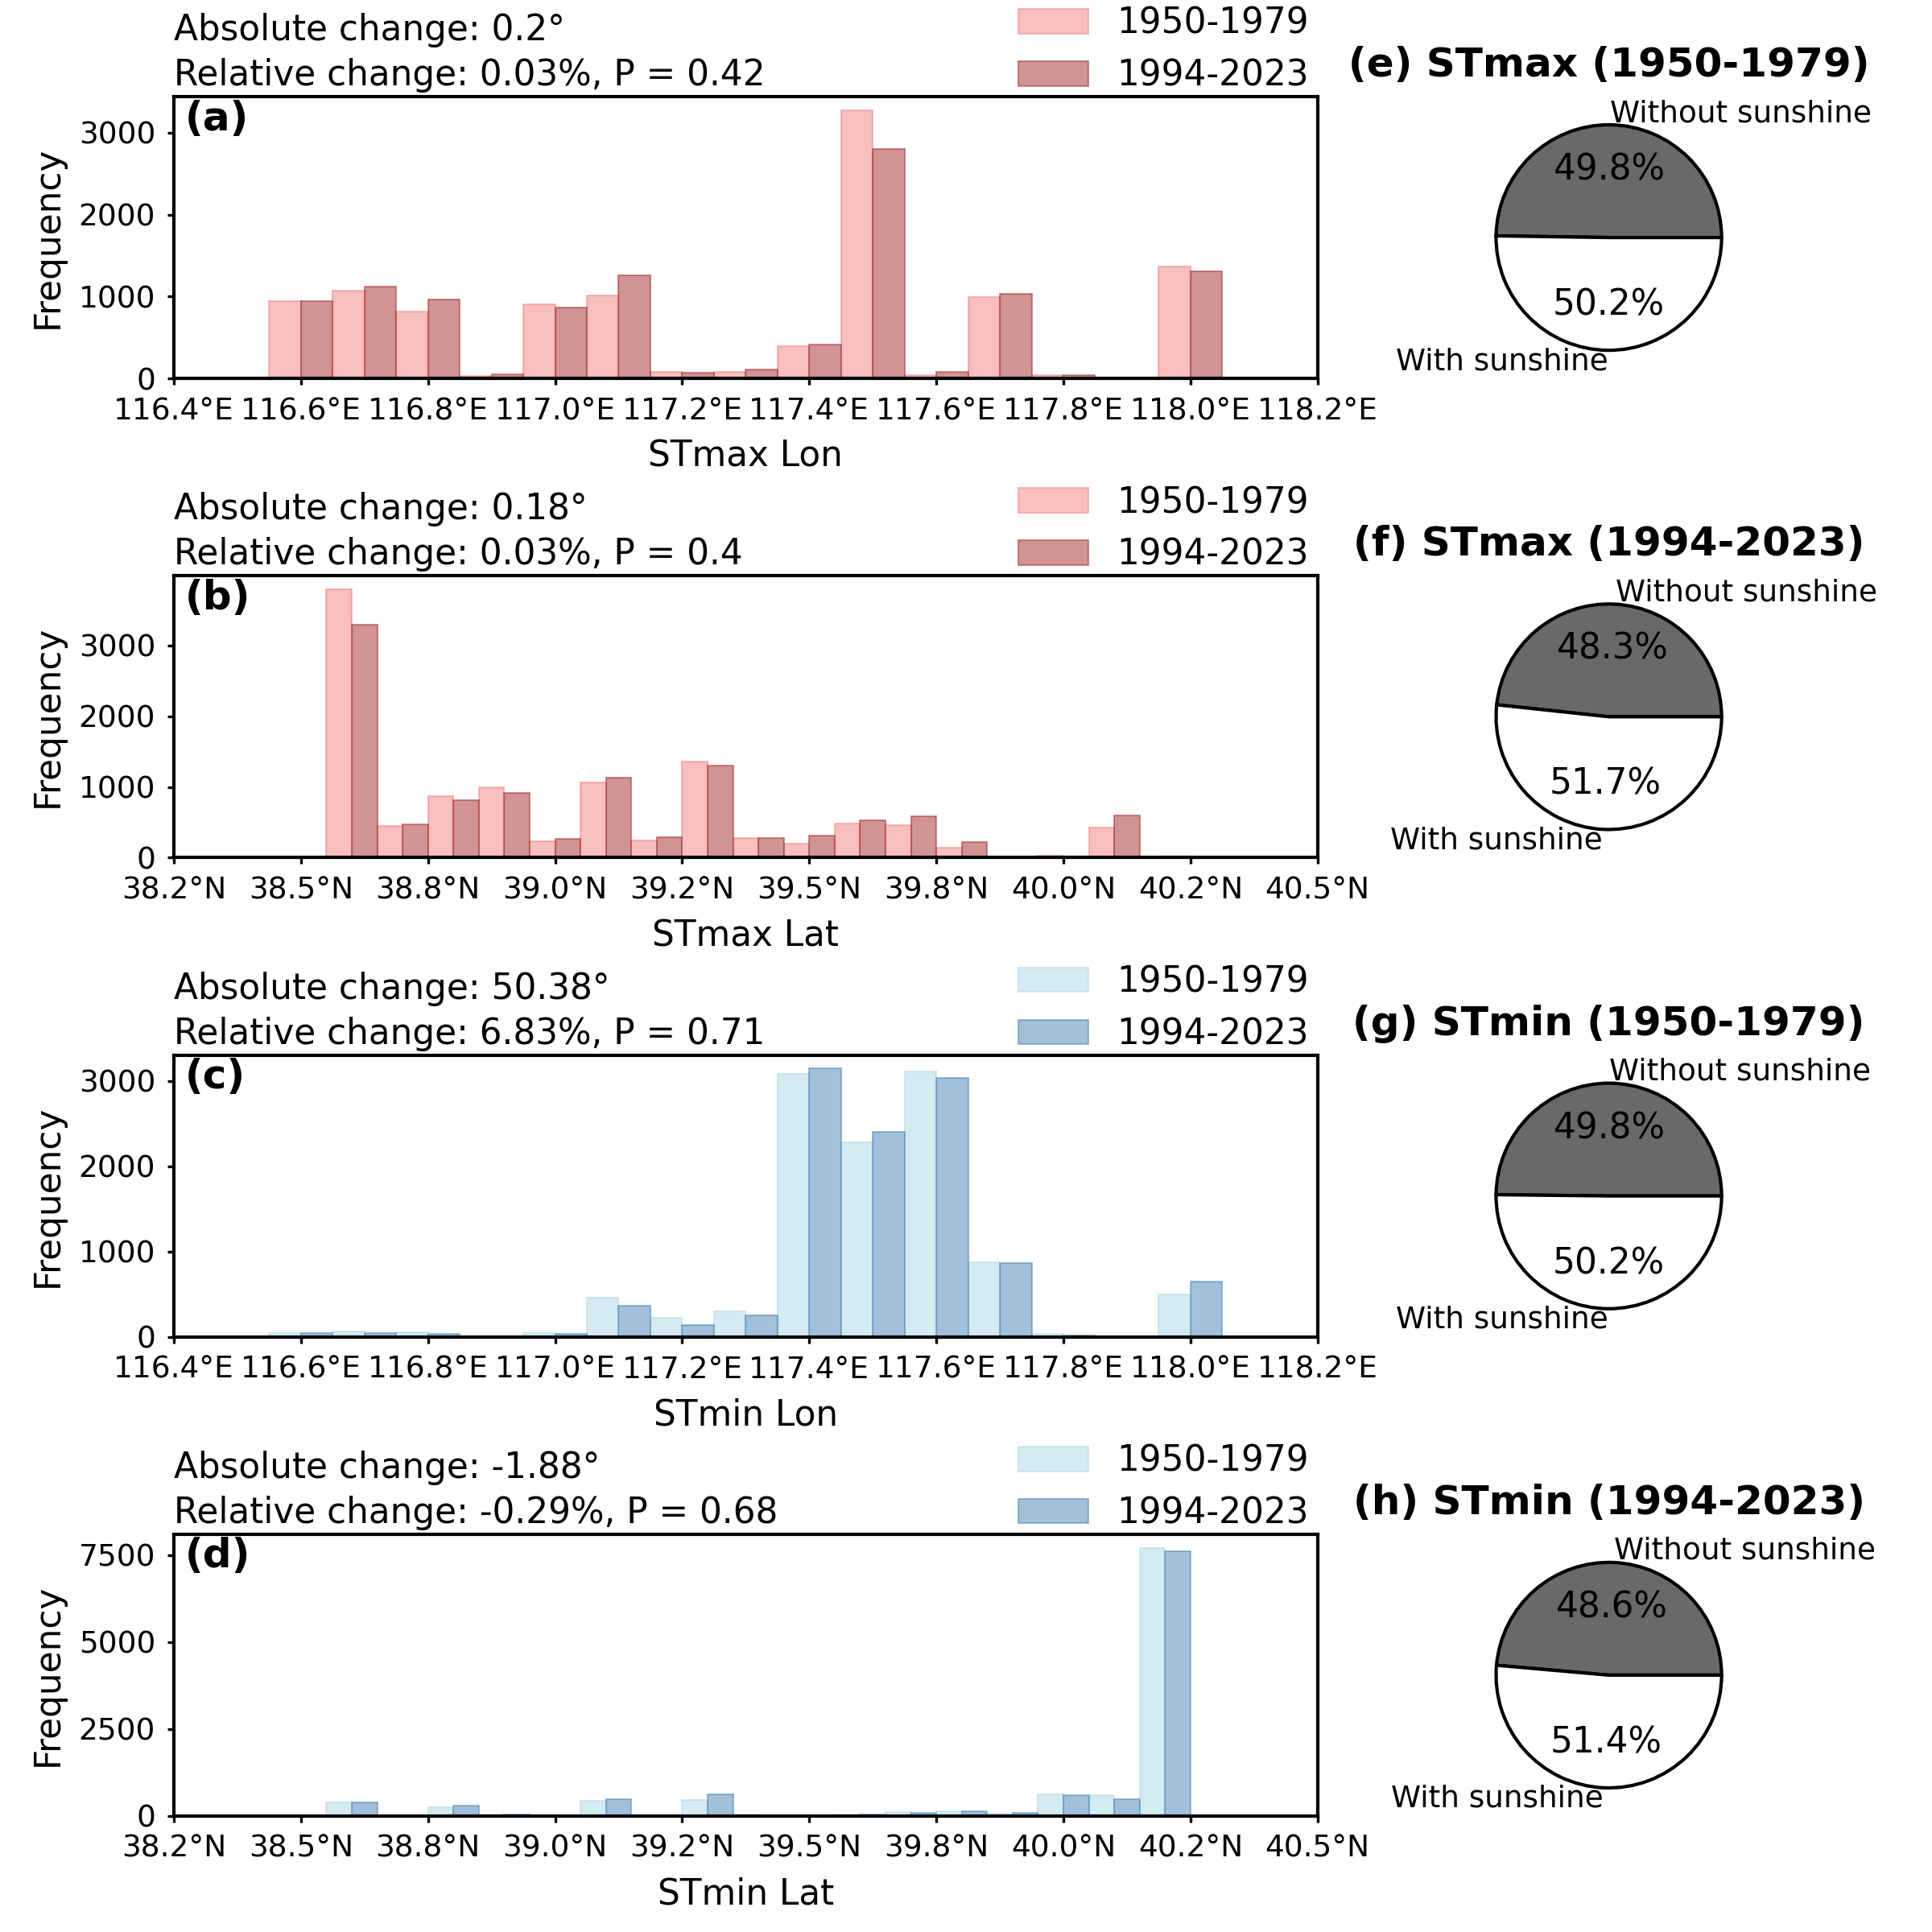 Absolute change: 0.2°
Relative change: 0.03%, P = 0.42
1950-1979
1994-2023
(a)
Frequency
3000
2000
1000
0
116.4°E 116.6°E 116.8°E 117.0°E 117.2°E 117.4°E 117.6°E 117.8°E 118.0°E 118.2°E
STmax Lon
(e) STmax (1950-1979)
Without sunshine
49.8%
50.2%
With sunshine
Absolute change: 0.18°
Relative change: 0.03%, P = 0.4
1950-1979
1994-2023
(b)
Frequency
3000
2000
1000
0
38.2°N 38.5°N 38.8°N 39.0°N 39.2°N 39.5°N 39.8°N 40.0°N 40.2°N 40.5°N
STmax Lat
(f) STmax (1994-2023)
Without sunshine
48.3%
51.7%
With sunshine
Absolute change: 50.38°
Relative change: 6.83%, P = 0.71
1950-1979
1994-2023
(c)
Frequency
3000
2000
1000
0
116.4°E 116.6°E 116.8°E 117.0°E 117.2°E 117.4°E 117.6°E 117.8°E 118.0°E 118.2°E
STmin Lon
(g) STmin (1950-1979)
Without sunshine
49.8%
50.2%
With sunshine
Absolute change: -1.88°
Relative change: -0.29%, P = 0.68
1950-1979
1994-2023
(d)
Frequency
7500
5000
2500
0
38.2°N 38.5°N 38.8°N 39.0°N 39.2°N 39.5°N 39.8°N 40.0°N 40.2°N 40.5°N
STmin Lat
(h) STmin (1994-2023)
Without sunshine
48.6%
51.4%
With sunshine